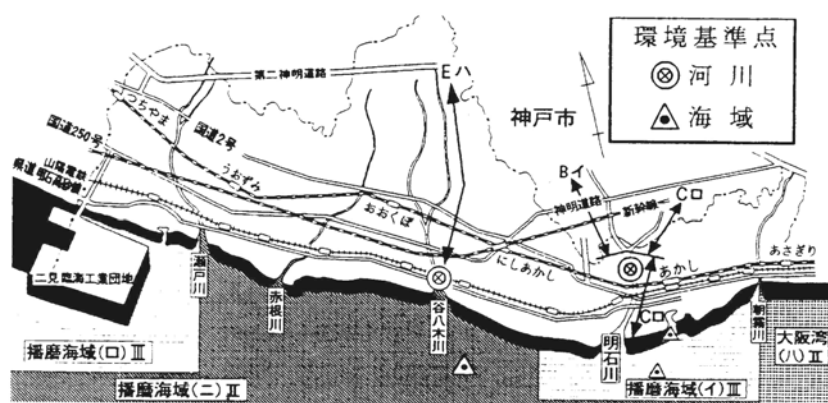 環境基準点
河川
海域
第二神明道路
Eハ
神戸市
つちやま
国道2号
国道250号
Bイ
Cロ
うおずみ
山陽電鉄
神明道路
新幹線
おおくぼ
にしあかし
あかし
あさぎり
二見臨海工業団地
瀬戸川
赤根川
谷八木川
明石川
Cロ
朝霧川
播磨海域(ロ)Ⅲ
播磨海域(ニ)Ⅱ
播磨海域(イ)Ⅲ
大阪湾
(ハ)Ⅱ